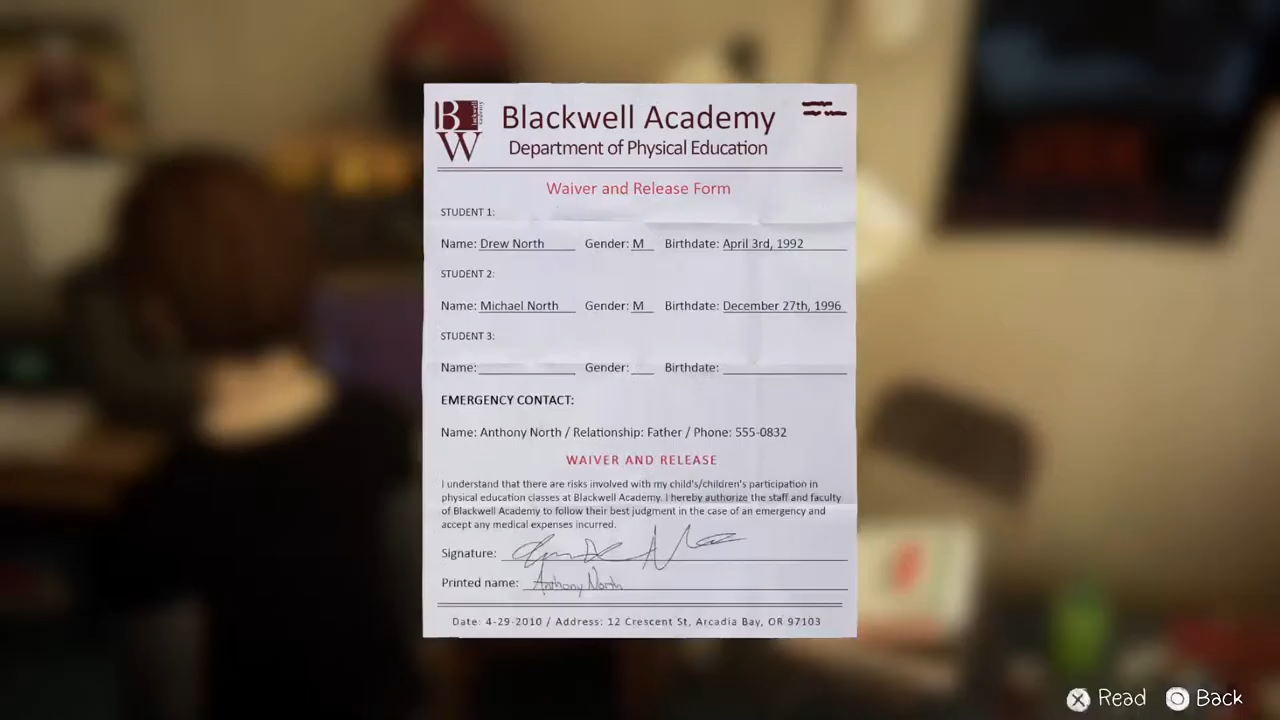 BW Blackwell Academy
Blackwell Academy
Department of Physical Education
Waiver and Release Form
STUDENT 1:
Name: Drew North Gender: M Birthdate: April 3rd, 1992
STUDENT 2:
Name: Michael North Gender: M Birthdate: December 27th, 1996
STUDENT 3:
Name: Gender: Birthdate:
EMERGENCY CONTACT:
Name: Anthony North / Relationship: Father / Phone: 555-0832
WAIVER AND RELEASE
I understand that there are risks involved with my child's/children's participation in
physical education classes at Blackwell Academy. I hereby authorize the staff and faculty
of Blackwell Academy to follow their best judgment in the case of an emergency and
accept any medical expenses incurred.
Signature:
Printed name: Anthony North
Date: 4-29-2010 / Address: 12 Crescent St, Arcadia Bay, OR 97103
Read Back